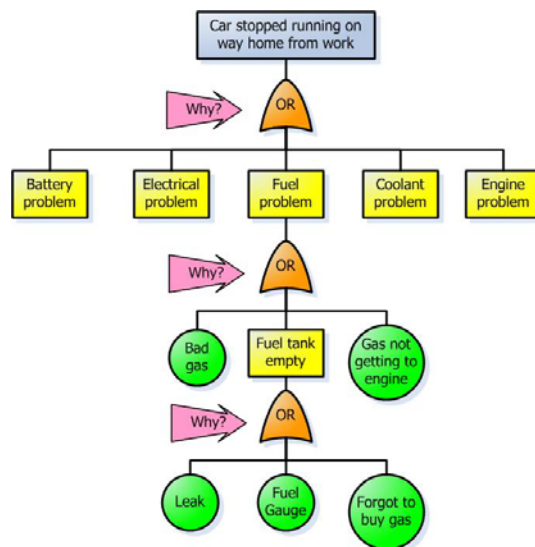 Car stopped running on
way home from work
OR
Why?
Battery
problem
Electrical
problem
Fuel
problem
Coolant
problem
Engine
problem
OR
Why?
Bad
gas
Fuel tank
empty
Gas not
getting to
engine
OR
Why?
Leak
Fuel
Gauge
Forgot to
buy gas